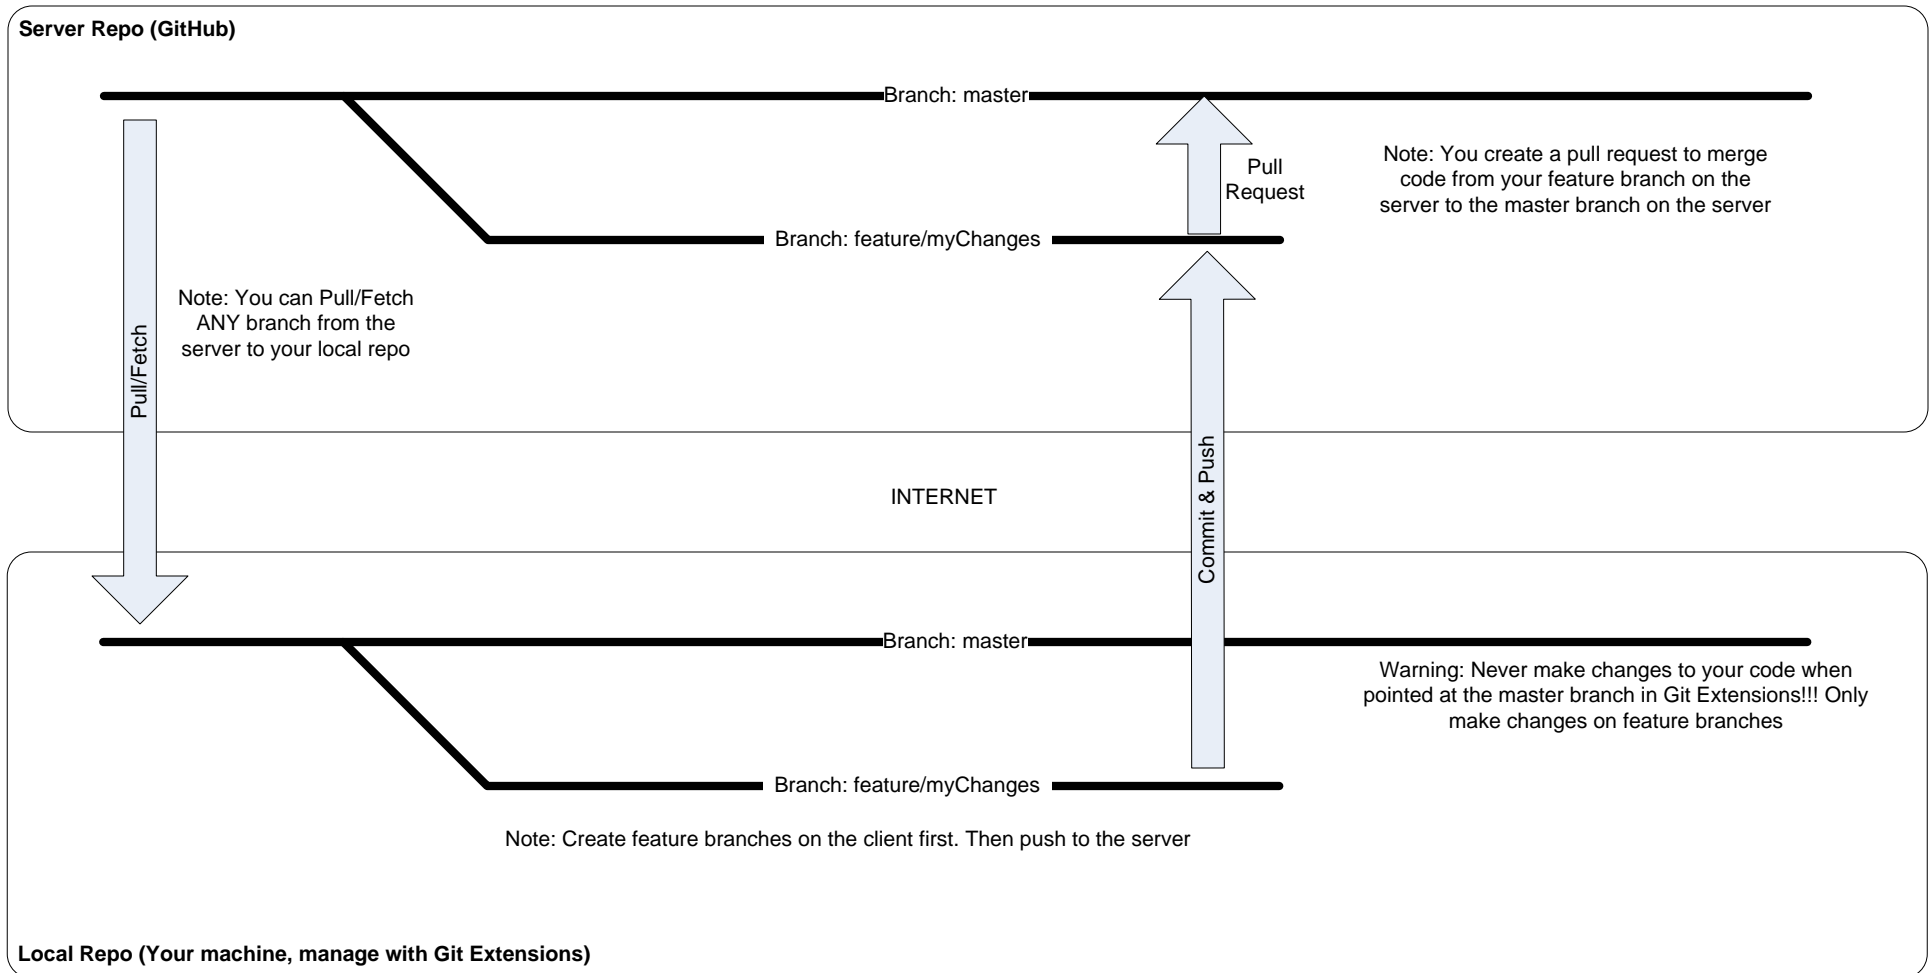 Server Repo (GitHub)
Branch: master
Pull
Request
Note: You create a pull request to merge
code from your feature branch on the
server to the master branch on the server
Branch: feature/myChanges
Note: You can Pull/Fetch
ANY branch from the
server to your local repo
Pull/Fetch
INTERNET
Commit & Push
Branch: master
Warning: Never make changes to your code when
pointed at the master branch in Git Extensions!!! Only
make changes on feature branches
Branch: feature/myChanges
Note: Create feature branches on the client first. Then push to the server
Local Repo (Your machine, manage with Git Extensions)